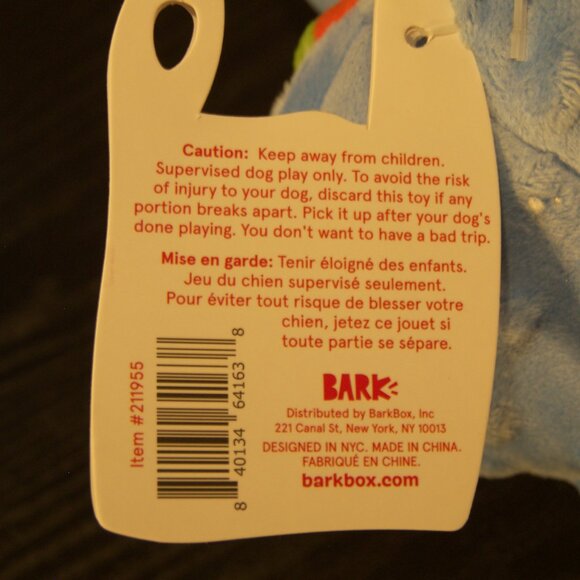 Caution: Keep away from children.
Supervised dog play only. To avoid the risk
of injury to your dog, discard this toy if any
portion breaks apart. Pick it up after your dog's
done playing. You don't want to have a bad trip.
Mise en garde: Tenir éloigné des enfants.
Jeu du chien supervisé seulement.
Pour éviter tout risque de blesser votre
chien, jetez ce jouet si
toute partie se sépare.
Item #211955
8 40134 64163 8
BARK
Distributed by BarkBox, Inc
221 Canal St, New York, NY 10013
DESIGNED IN NYC. MADE IN CHINA.
FABRIQUÉ EN CHINE.
barkbox.com